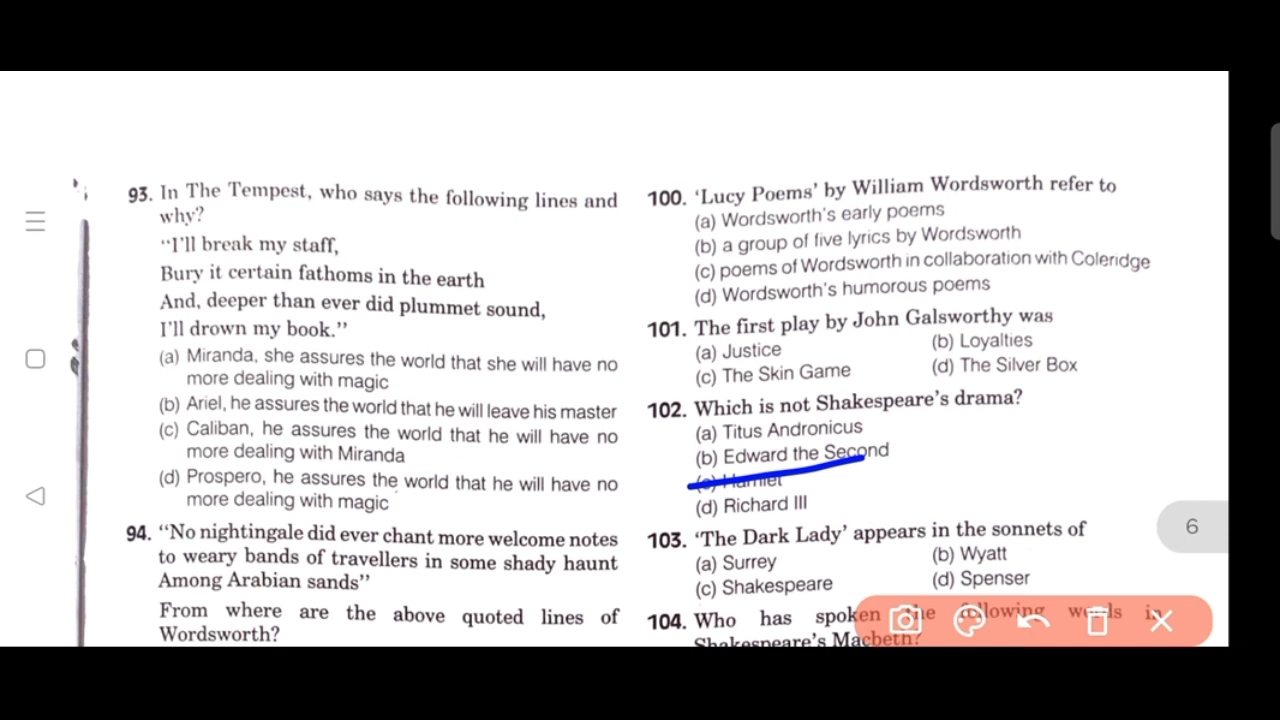 93. In The Tempest, who says the following lines and
why?
“I’ll break my staff,
Bury it certain fathoms in the earth
And, deeper than ever did plummet sound,
I’ll drown my book.”
(a) Miranda, she assures the world that she will have no
more dealing with magic
(b) Ariel, he assures the world that he will leave his master
(c) Caliban, he assures the world that he will have no
more dealing with Miranda
(d) Prospero, he assures the world that he will have no
more dealing with magic
94. “No nightingale did ever chant more welcome notes
to weary bands of travellers in some shady haunt
Among Arabian sands”
From where are the above quoted lines of
Wordsworth?
100. ‘Lucy Poems’ by William Wordsworth refer to
(a) Wordsworth’s early poems
(b) a group of five lyrics by Wordsworth
(c) poems of Wordsworth in collaboration with Coleridge
(d) Wordsworth’s humorous poems
101. The first play by John Galsworthy was
(a) Justice (b) Loyalties
(c) The Skin Game (d) The Silver Box
102. Which is not Shakespeare’s drama?
(a) Titus Andronicus
(b) Edward the Second
(c) Hamlet
(d) Richard III
103. ‘The Dark Lady’ appears in the sonnets of
(a) Surrey (b) Wyatt
(c) Shakespeare (d) Spenser
104. Who has spoken the following words in
Shakespeare’s Macbeth?
6